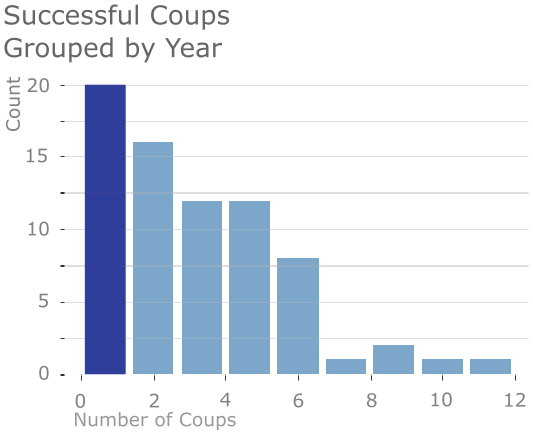 Successful Coups
Grouped by Year
Count
20
15
10
5
0
0 2 4 6 8 10 12
Number of Coups